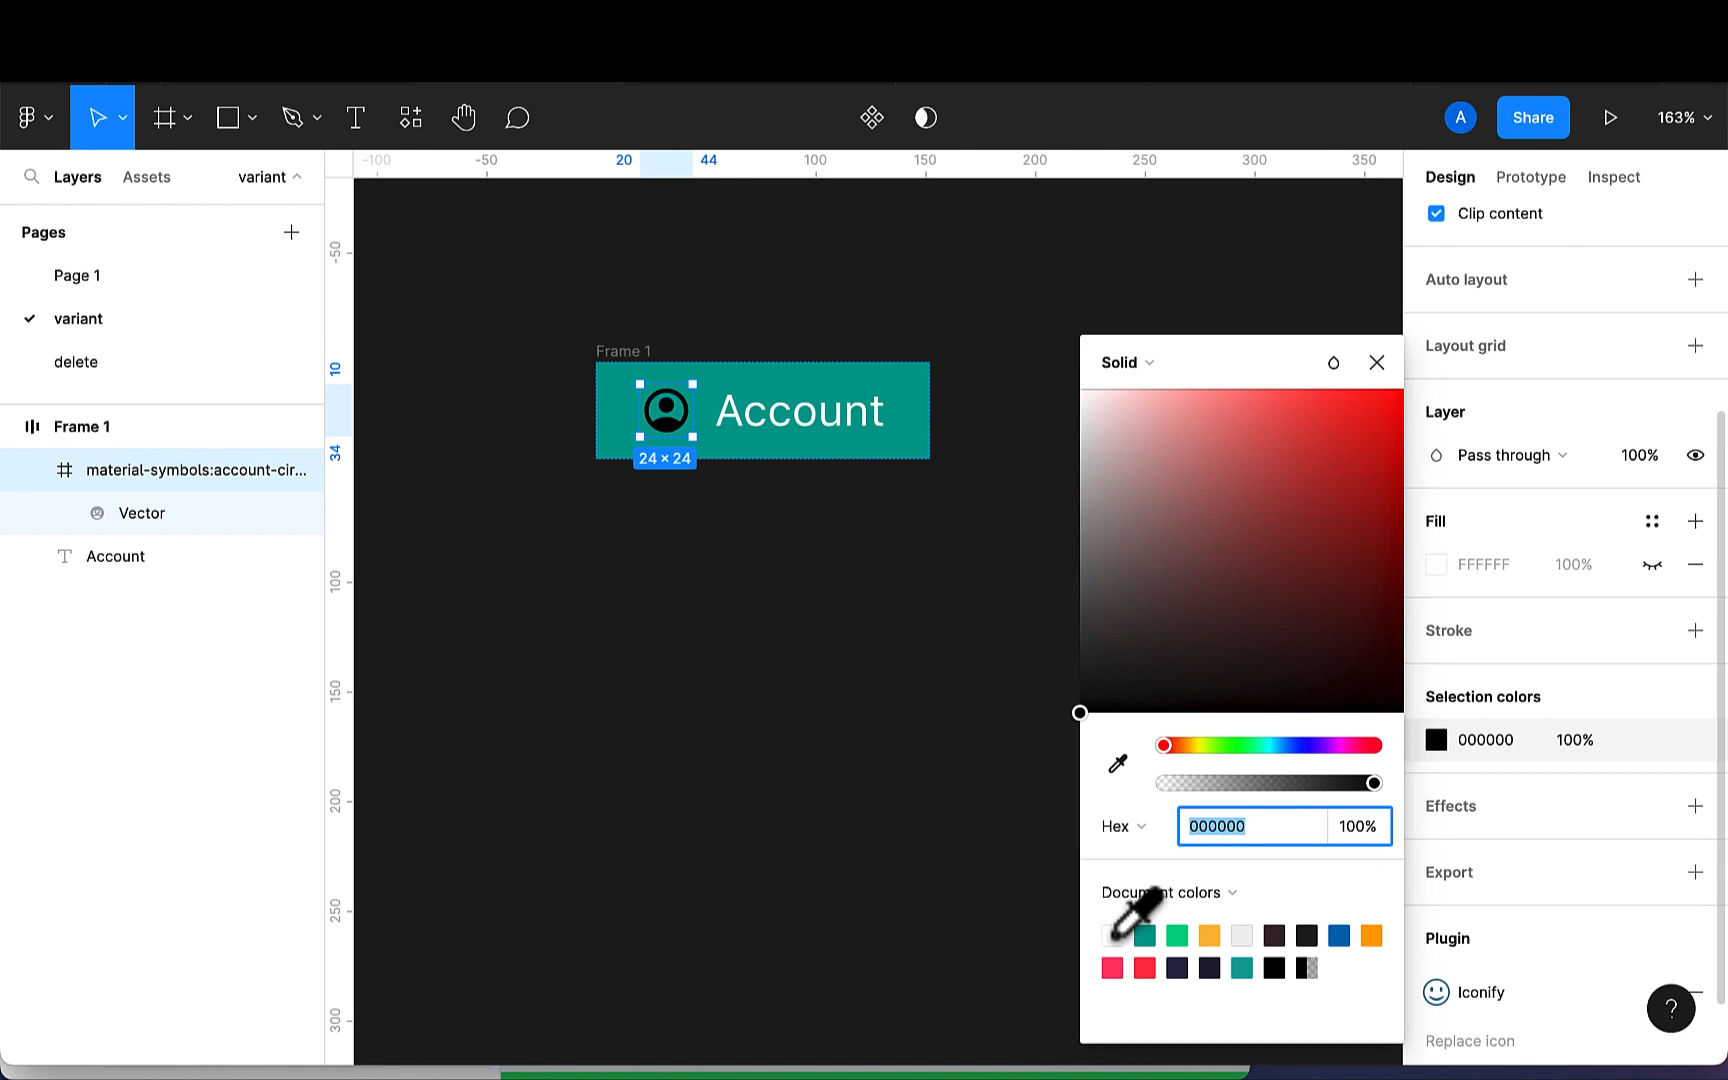 A
Share
163%
Layers
Assets
variant
20
44
-100
-50
100
150
200
250
300
350
Design
Prototype
Inspect
Clip content
Pages
Page 1
variant
delete
Frame 1
material-symbols:account-cir...
Vector
Account
-50
10
34
100
150
200
250
300
Frame 1
Account
24 × 24
Solid
Hex
000000
100%
Document colors
Auto layout
Layout grid
Layer
Pass through
100%
Fill
FFFFFF
100%
Stroke
Selection colors
000000
100%
Effects
Export
Plugin
Iconify
?
Replace icon